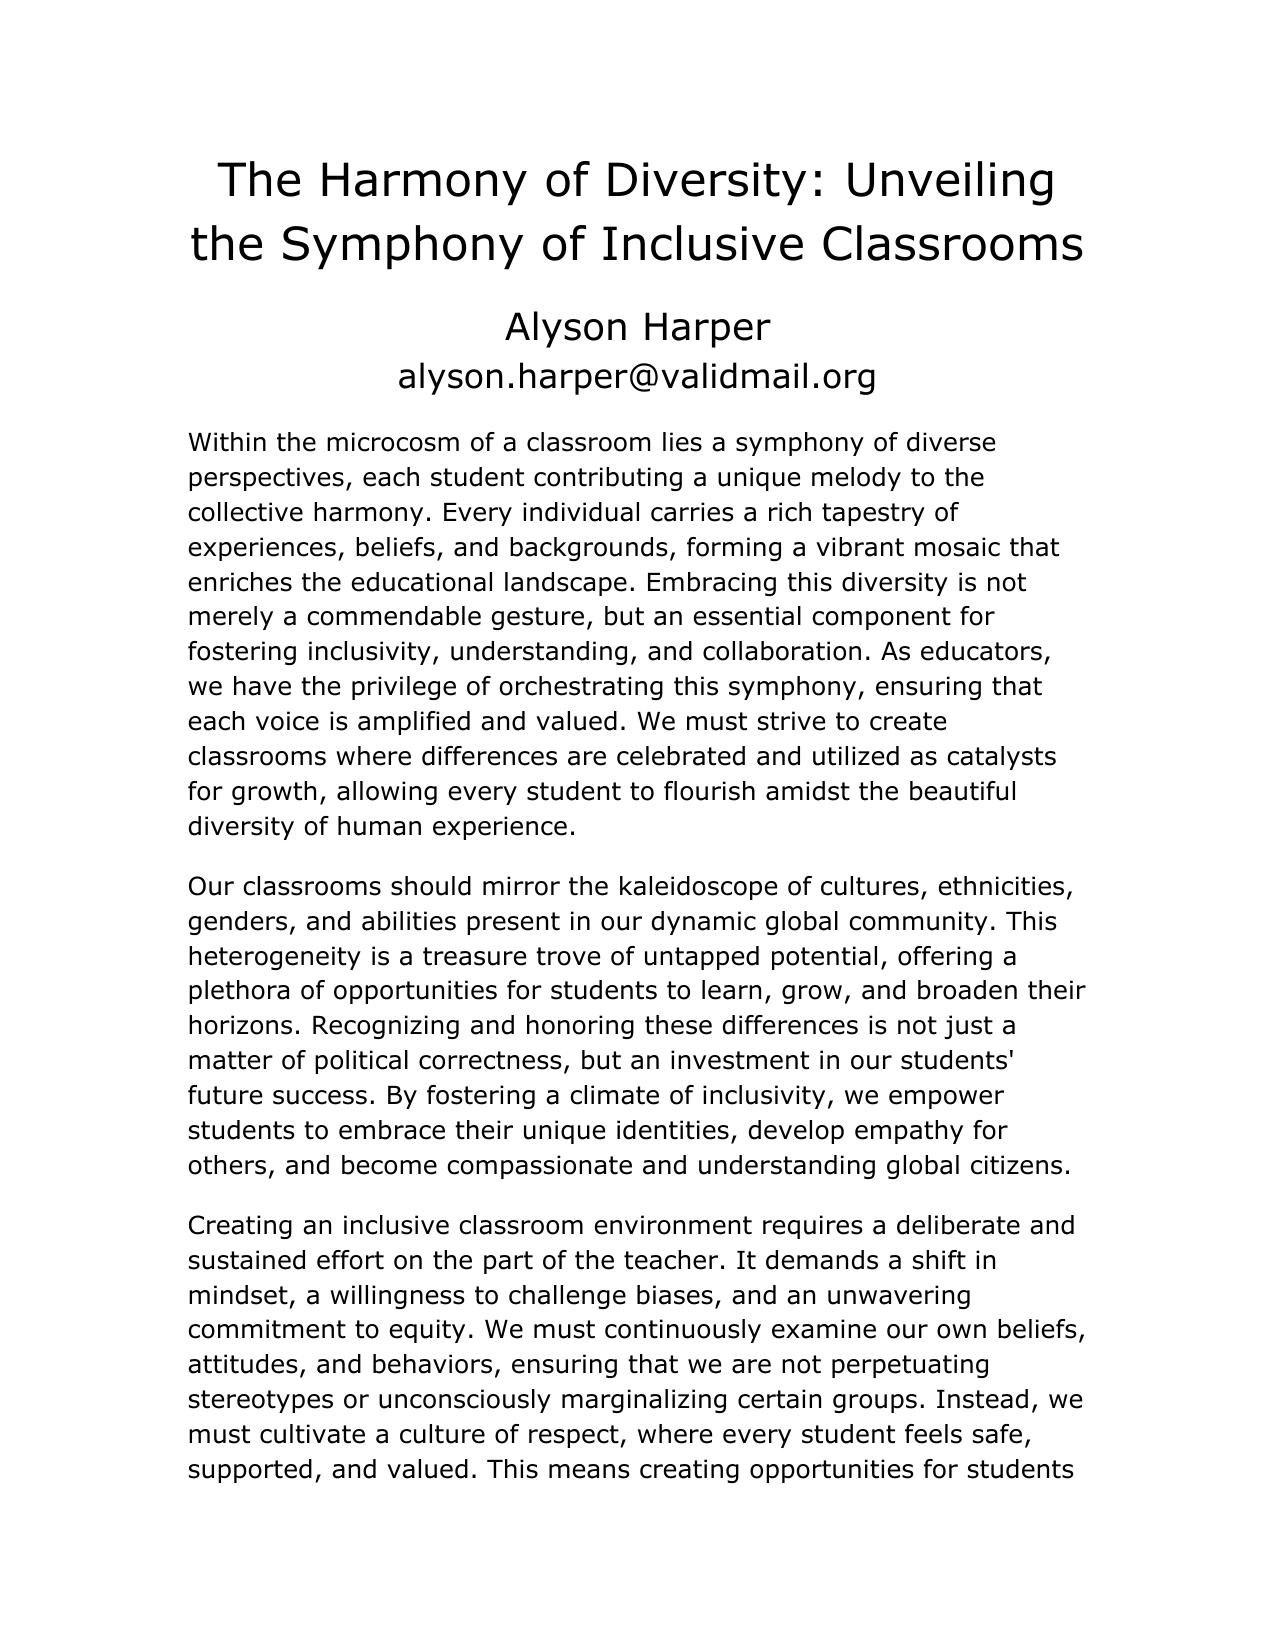 The Harmony of Diversity: Unveiling
the Symphony of Inclusive Classrooms
Alyson Harper
alyson.harper@validmail.org
Within the microcosm of a classroom lies a symphony of diverse
perspectives, each student contributing a unique melody to the
collective harmony. Every individual carries a rich tapestry of
experiences, beliefs, and backgrounds, forming a vibrant mosaic that
enriches the educational landscape. Embracing this diversity is not
merely a commendable gesture, but an essential component for
fostering inclusivity, understanding, and collaboration. As educators,
we have the privilege of orchestrating this symphony, ensuring that
each voice is amplified and valued. We must strive to create
classrooms where differences are celebrated and utilized as catalysts
for growth, allowing every student to flourish amidst the beautiful
diversity of human experience.
Our classrooms should mirror the kaleidoscope of cultures, ethnicities,
genders, and abilities present in our dynamic global community. This
heterogeneity is a treasure trove of untapped potential, offering a
plethora of opportunities for students to learn, grow, and broaden their
horizons. Recognizing and honoring these differences is not just a
matter of political correctness, but an investment in our students'
future success. By fostering a climate of inclusivity, we empower
students to embrace their unique identities, develop empathy for
others, and become compassionate and understanding global citizens.
Creating an inclusive classroom environment requires a deliberate and
sustained effort on the part of the teacher. It demands a shift in
mindset, a willingness to challenge biases, and an unwavering
commitment to equity. We must continuously examine our own beliefs,
attitudes, and behaviors, ensuring that we are not perpetuating
stereotypes or unconsciously marginalizing certain groups. Instead, we
must cultivate a culture of respect, where every student feels safe,
supported, and valued. This means creating opportunities for students